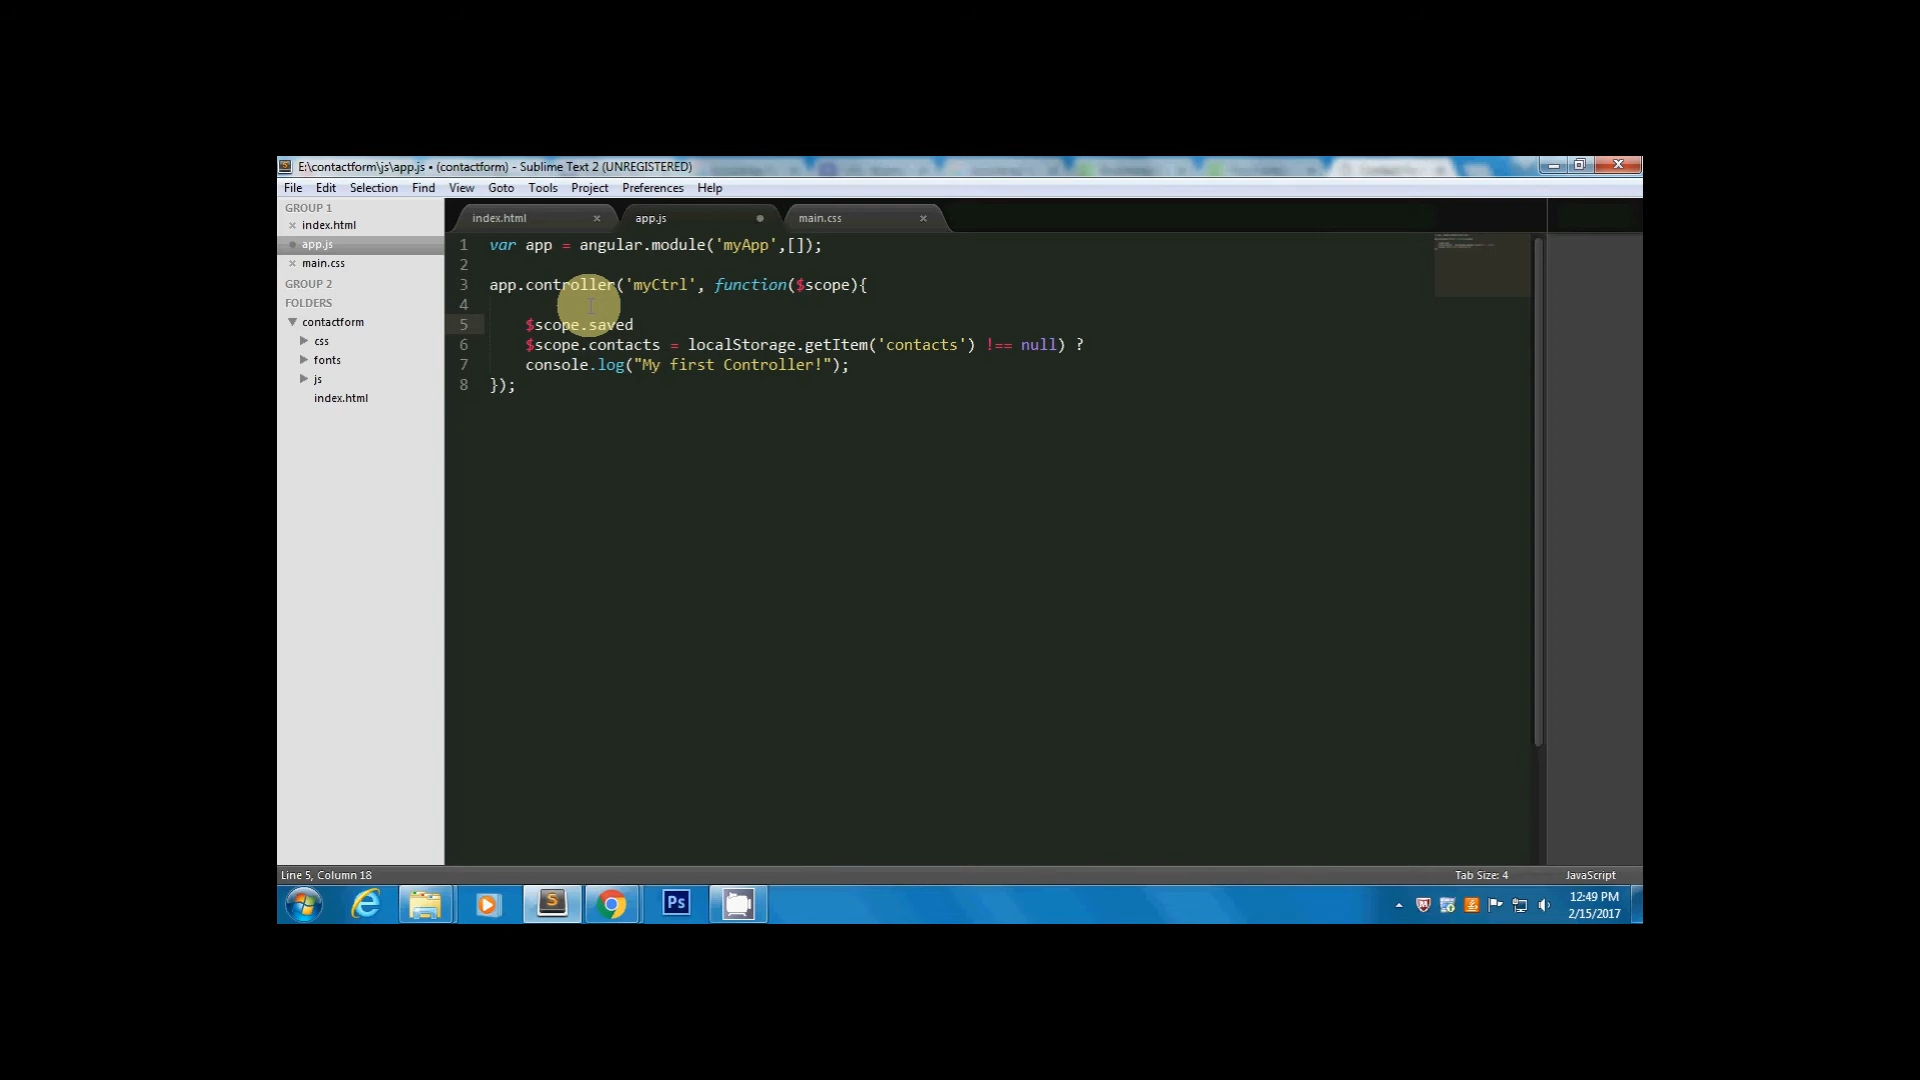 E:\contactform\js\app.js • (contactform) - Sublime Text 2 (UNREGISTERED)
File Edit Selection Find View Goto Tools Project Preferences Help
GROUP 1
index.html
app.js
main.css
GROUP 2
FOLDERS
contactform
css
fonts
js
index.html
index.html app.js main.css
1 var app = angular.module('myApp',[]);
2
3 app.controller('myCtrl', function($scope){
4
5 $scope.saved
6 $scope.contacts = localStorage.getItem('contacts') !== null) ?
7 console.log("My first Controller!");
8 });
Line 5, Column 18
Tab Size: 4 JavaScript
S
Ps
12:49 PM
2/15/2017